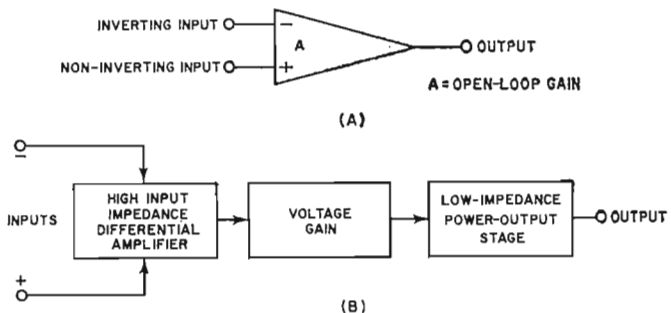 INVERTING INPUT
−
A
NON-INVERTING INPUT
+
OUTPUT
A=OPEN-LOOP GAIN
(A)
−
INPUTS
+
HIGH INPUT
IMPEDANCE
DIFFERENTIAL
AMPLIFIER
VOLTAGE
GAIN
LOW-IMPEDANCE
POWER-OUTPUT
STAGE
OUTPUT
(B)